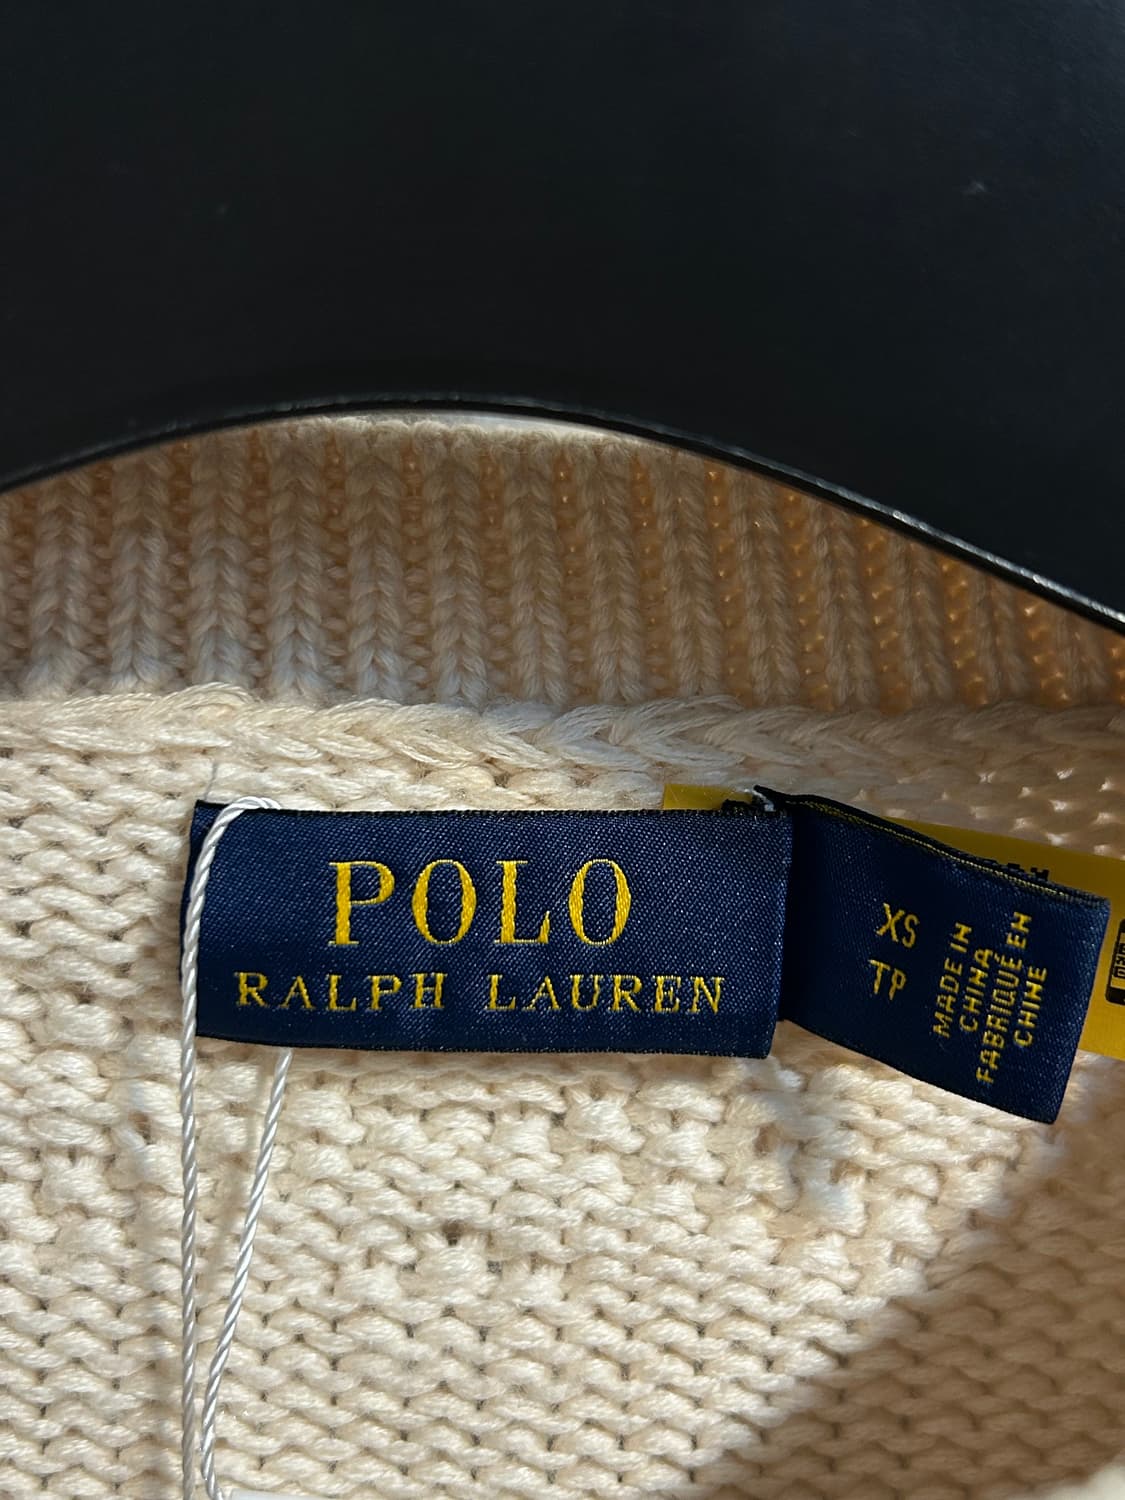 POLO
RALPH LAUREN
XS
TP
MADE IN
CHINA
FABRIQUÉ EN
CHINE